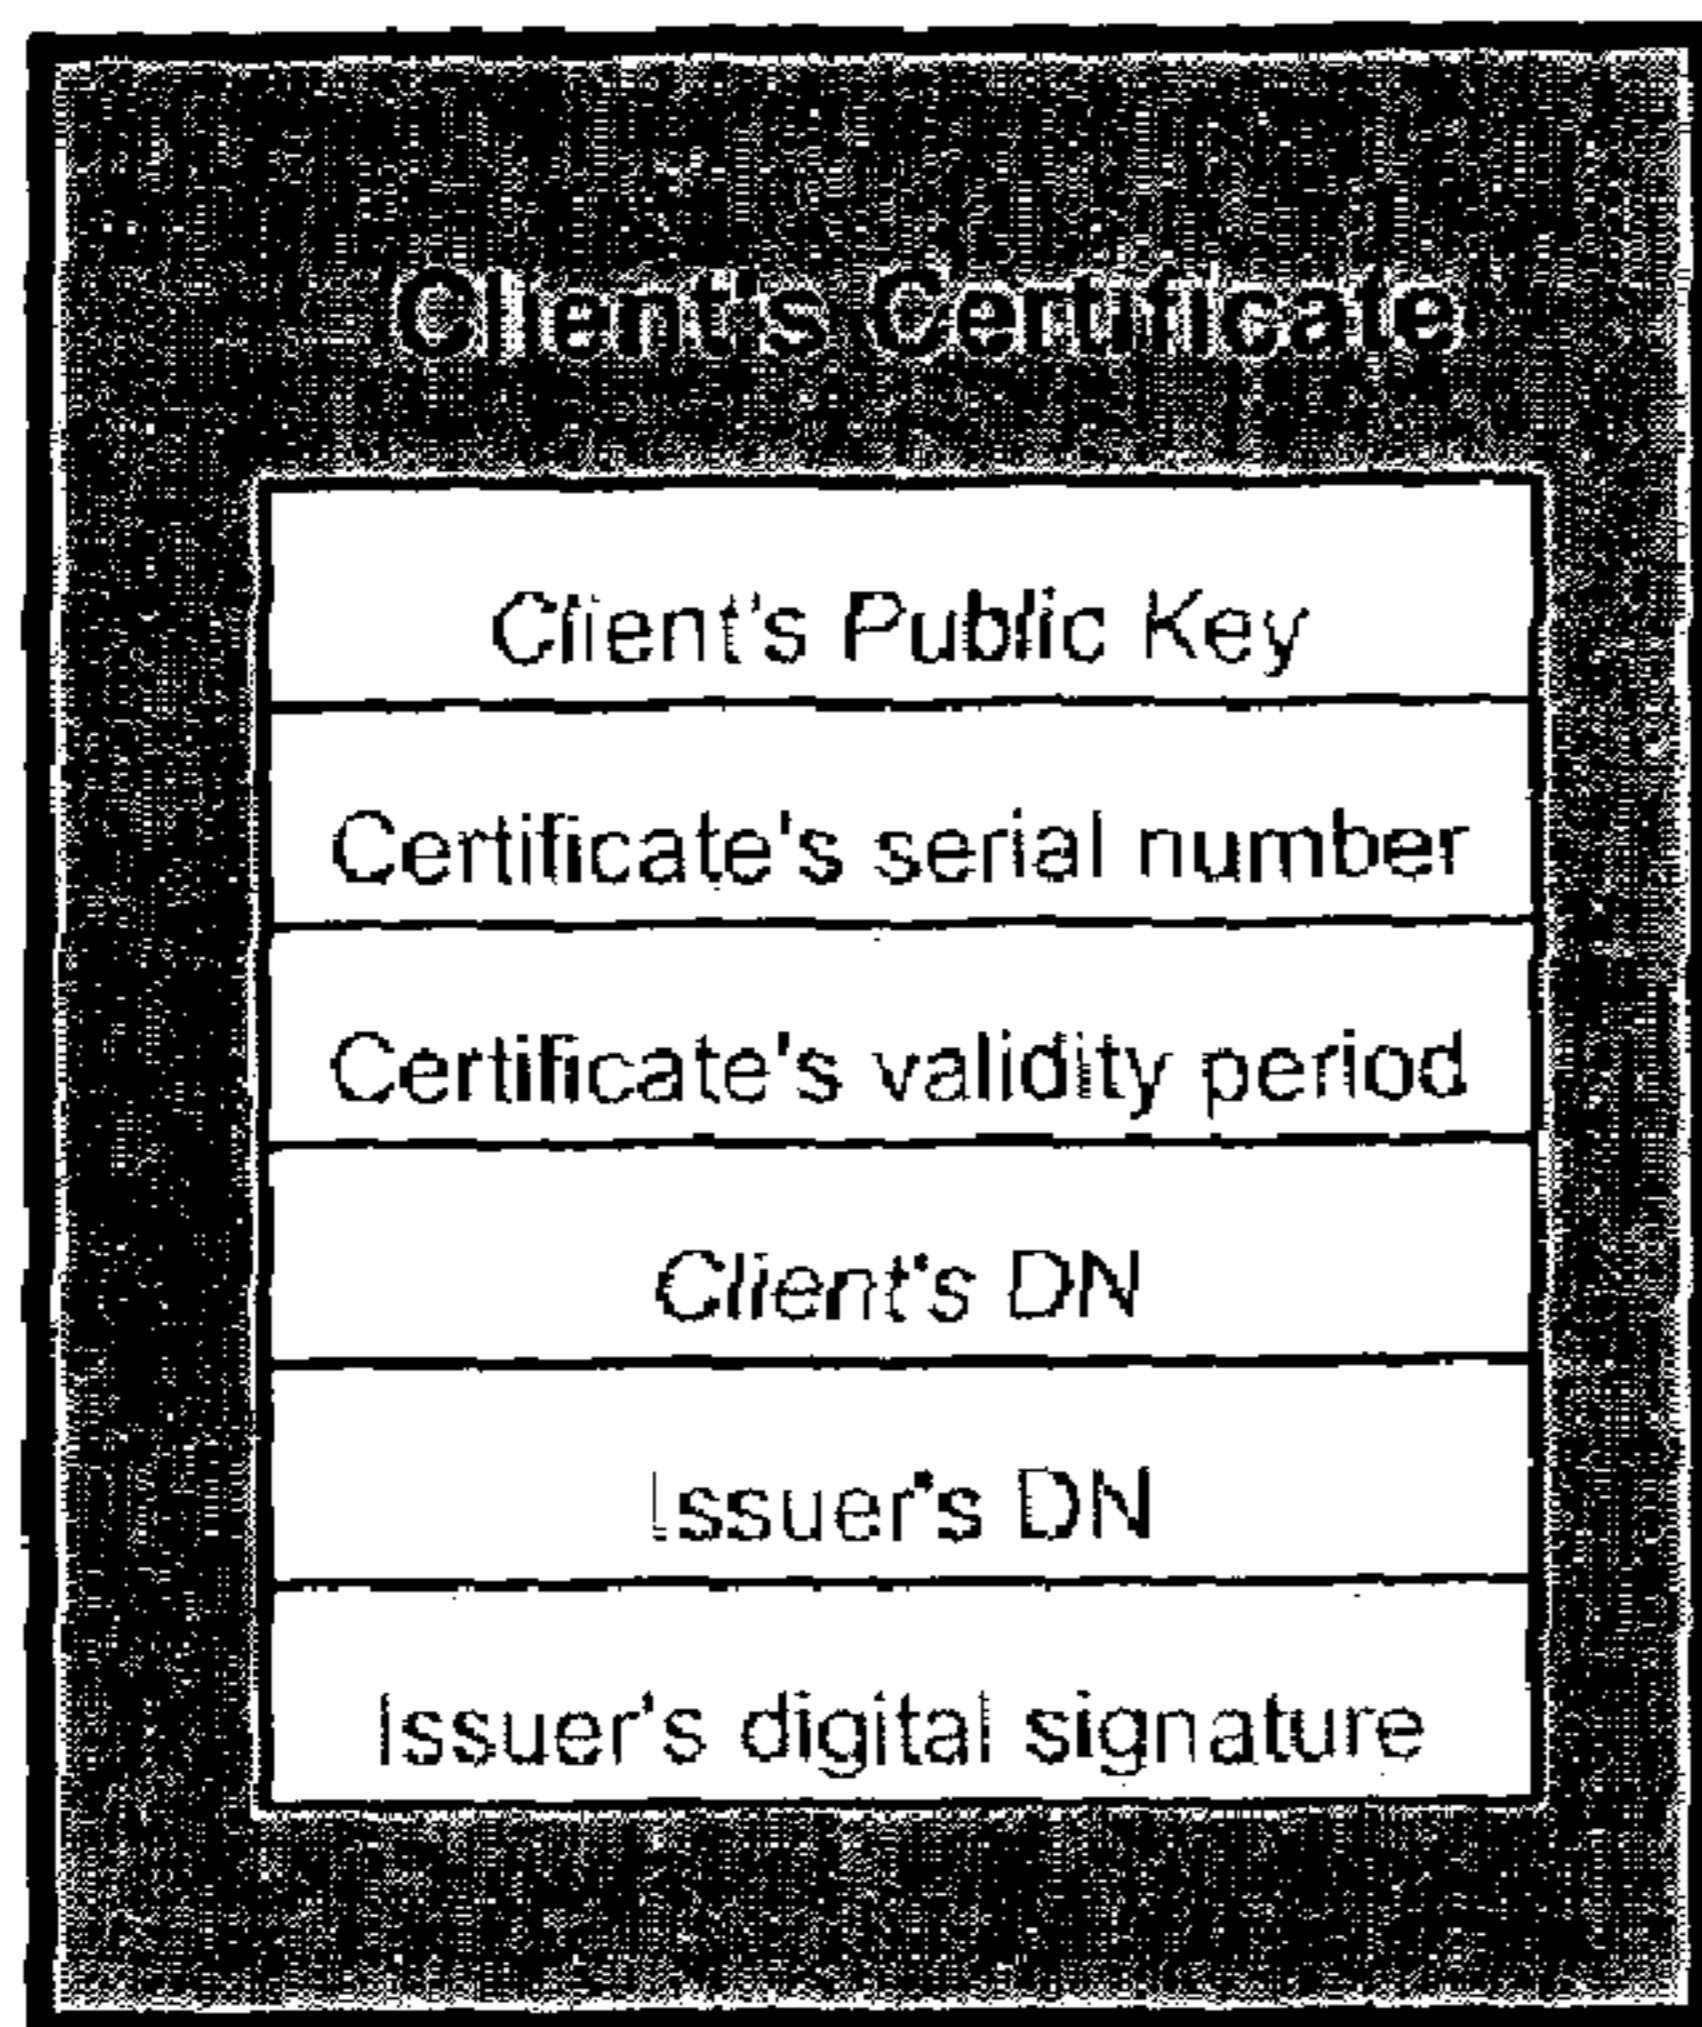 Client's Certificate
Client's Public Key
Certificate's serial number
Certificate's validity period
Client's DN
Issuer's DN
Issuer's digital signature